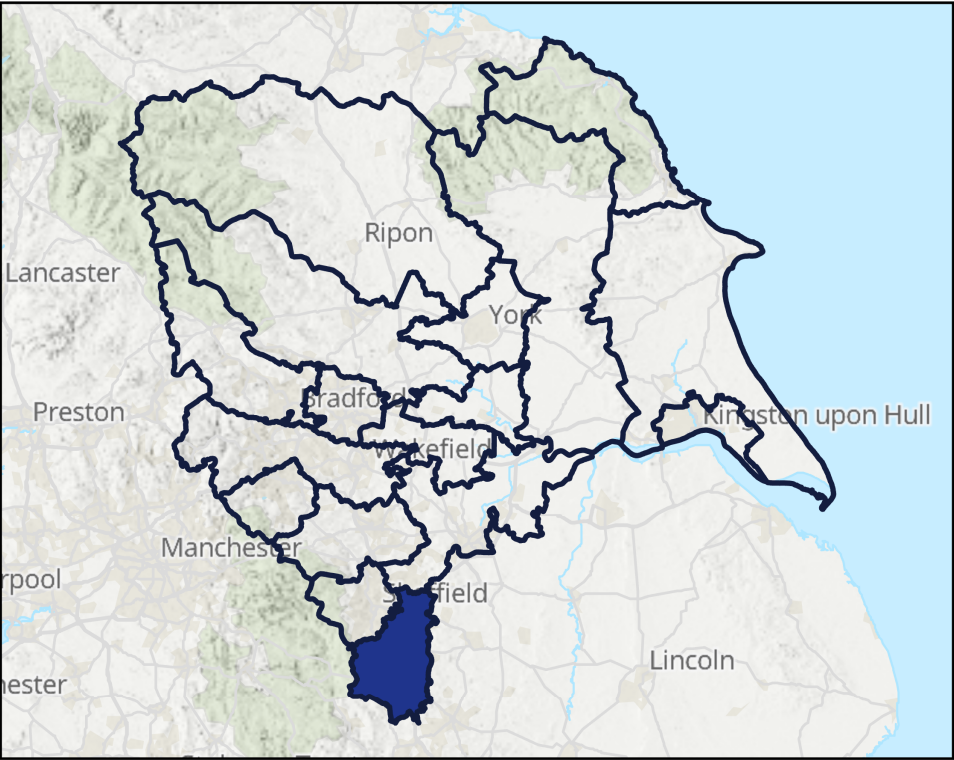 Ripon
Lancaster
York
Bradford
Preston
Kingston upon Hull
Wakefield
Manchester
rpool
Sheffield
Lincoln
hester